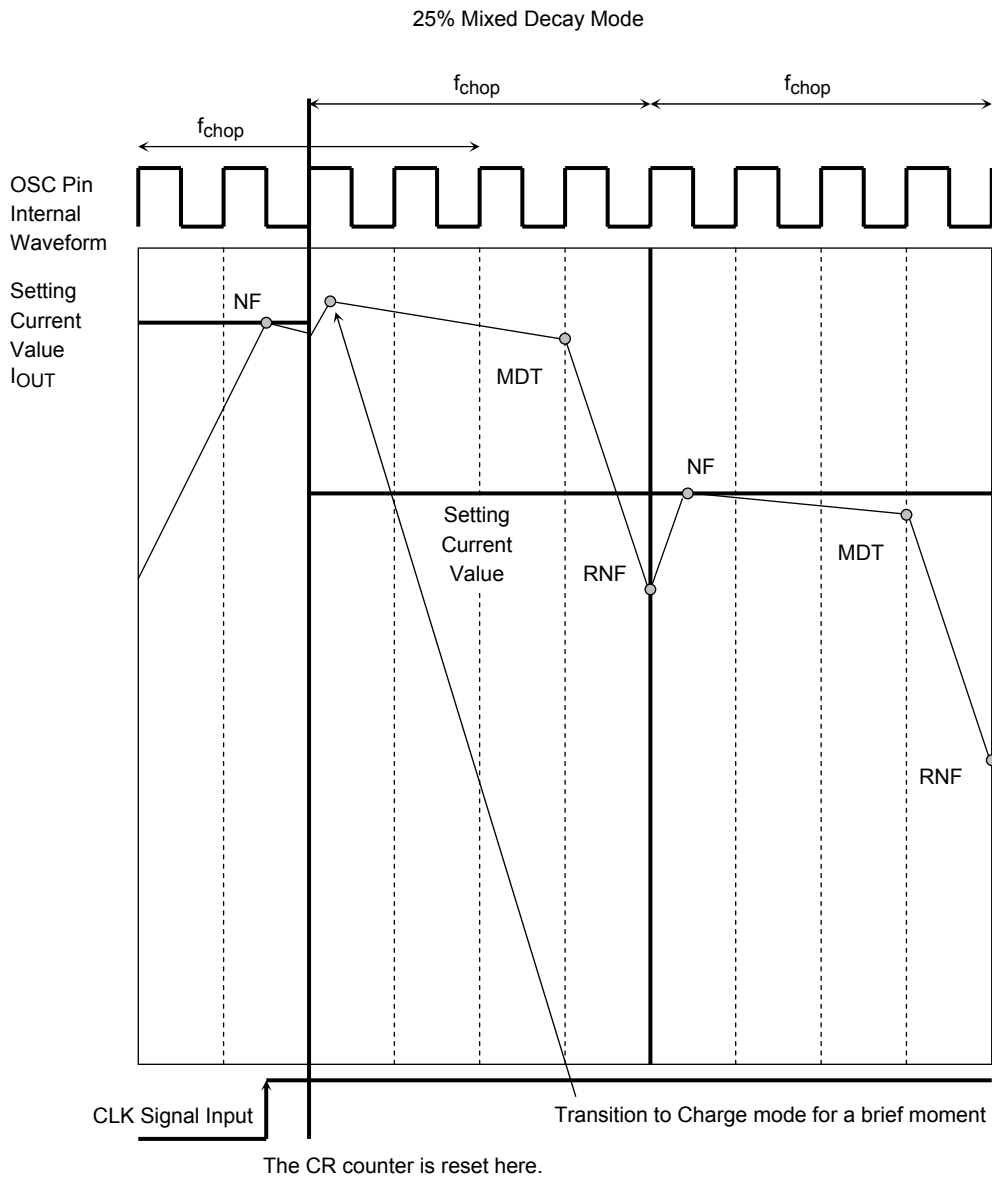 25% Mixed Decay Mode
fchop
fchop
fchop
OSC Pin
Internal
Waveform
Setting
Current
Value
IOUT
NF
MDT
NF
Setting
Current
Value
RNF
MDT
RNF
CLK Signal Input
Transition to Charge mode for a brief moment
The CR counter is reset here.